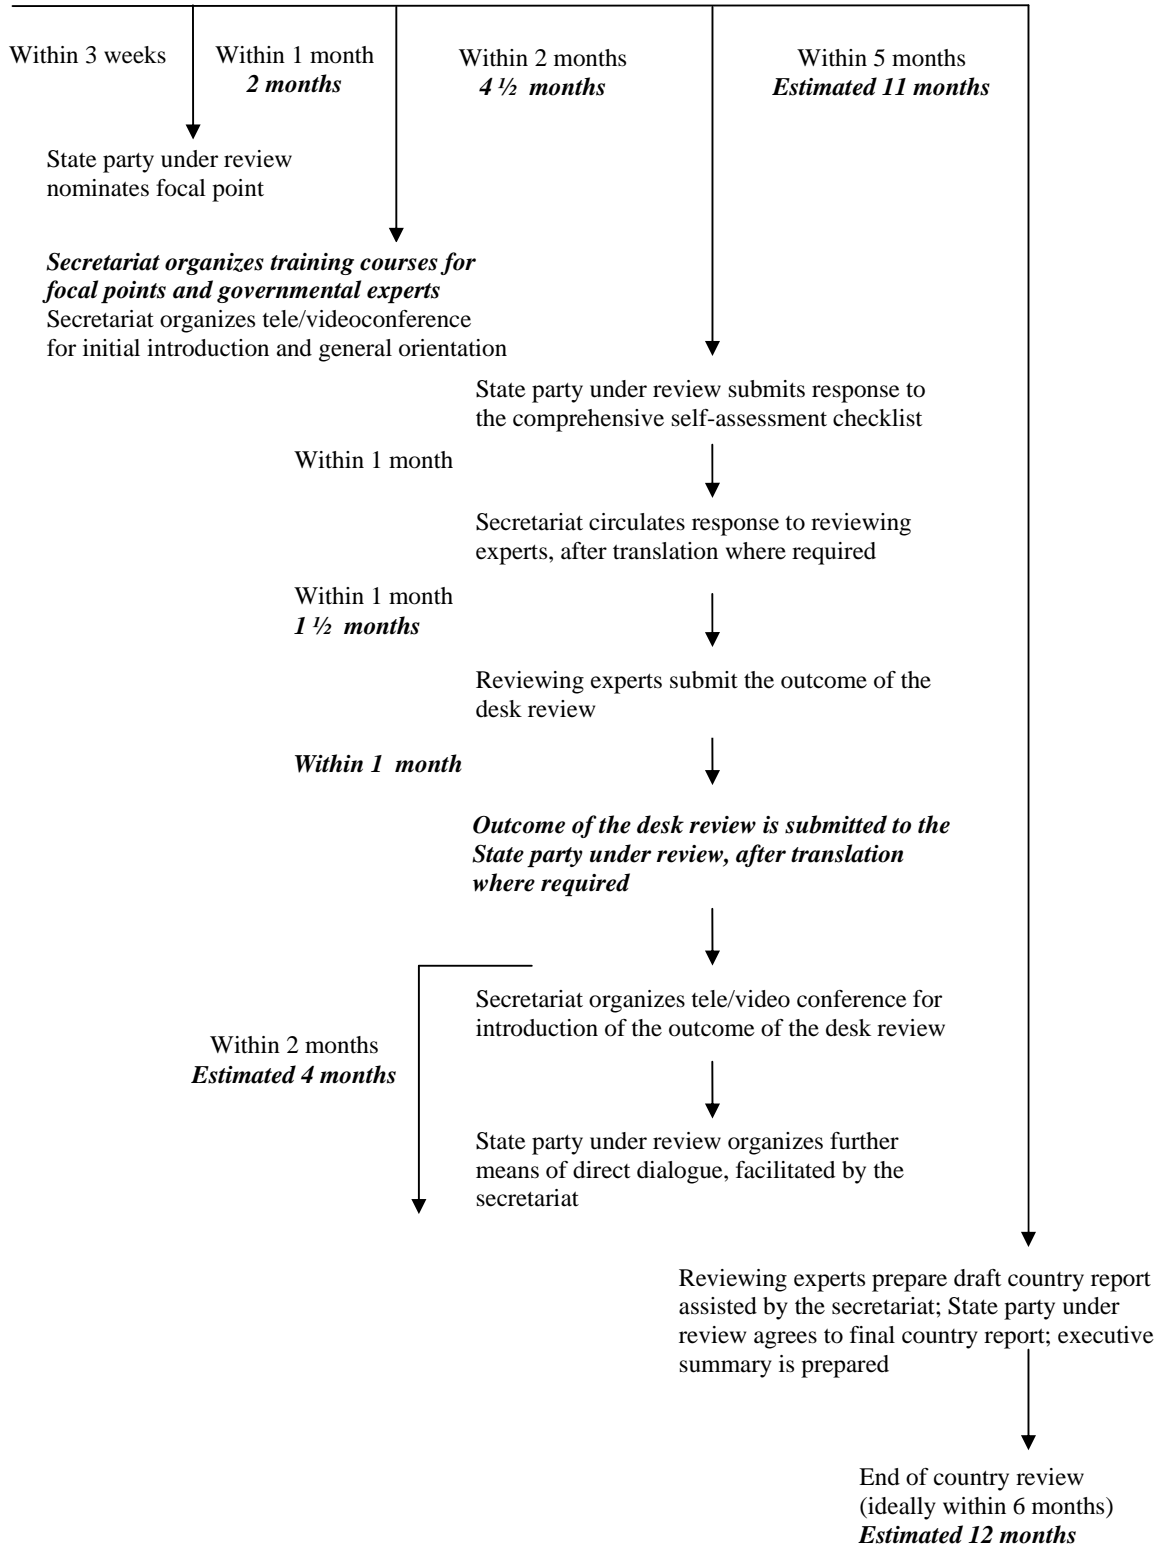 Within 3 weeks
Within 1 month
2 months
Within 2 months
4 ½ months
Within 5 months
Estimated 11 months
State party under review
nominates focal point
Secretariat organizes training courses for
focal points and governmental experts
Secretariat organizes tele/videoconference
for initial introduction and general orientation
State party under review submits response to
the comprehensive self-assessment checklist
Within 1 month
Secretariat circulates response to reviewing
experts, after translation where required
Within 1 month
1 ½ months
Reviewing experts submit the outcome of the
desk review
Within 1 month
Outcome of the desk review is submitted to the
State party under review, after translation
where required
Secretariat organizes tele/video conference for
introduction of the outcome of the desk review
Within 2 months
Estimated 4 months
State party under review organizes further
means of direct dialogue, facilitated by the
secretariat
Reviewing experts prepare draft country report
assisted by the secretariat; State party under
review agrees to final country report; executive
summary is prepared
End of country review
(ideally within 6 months)
Estimated 12 months